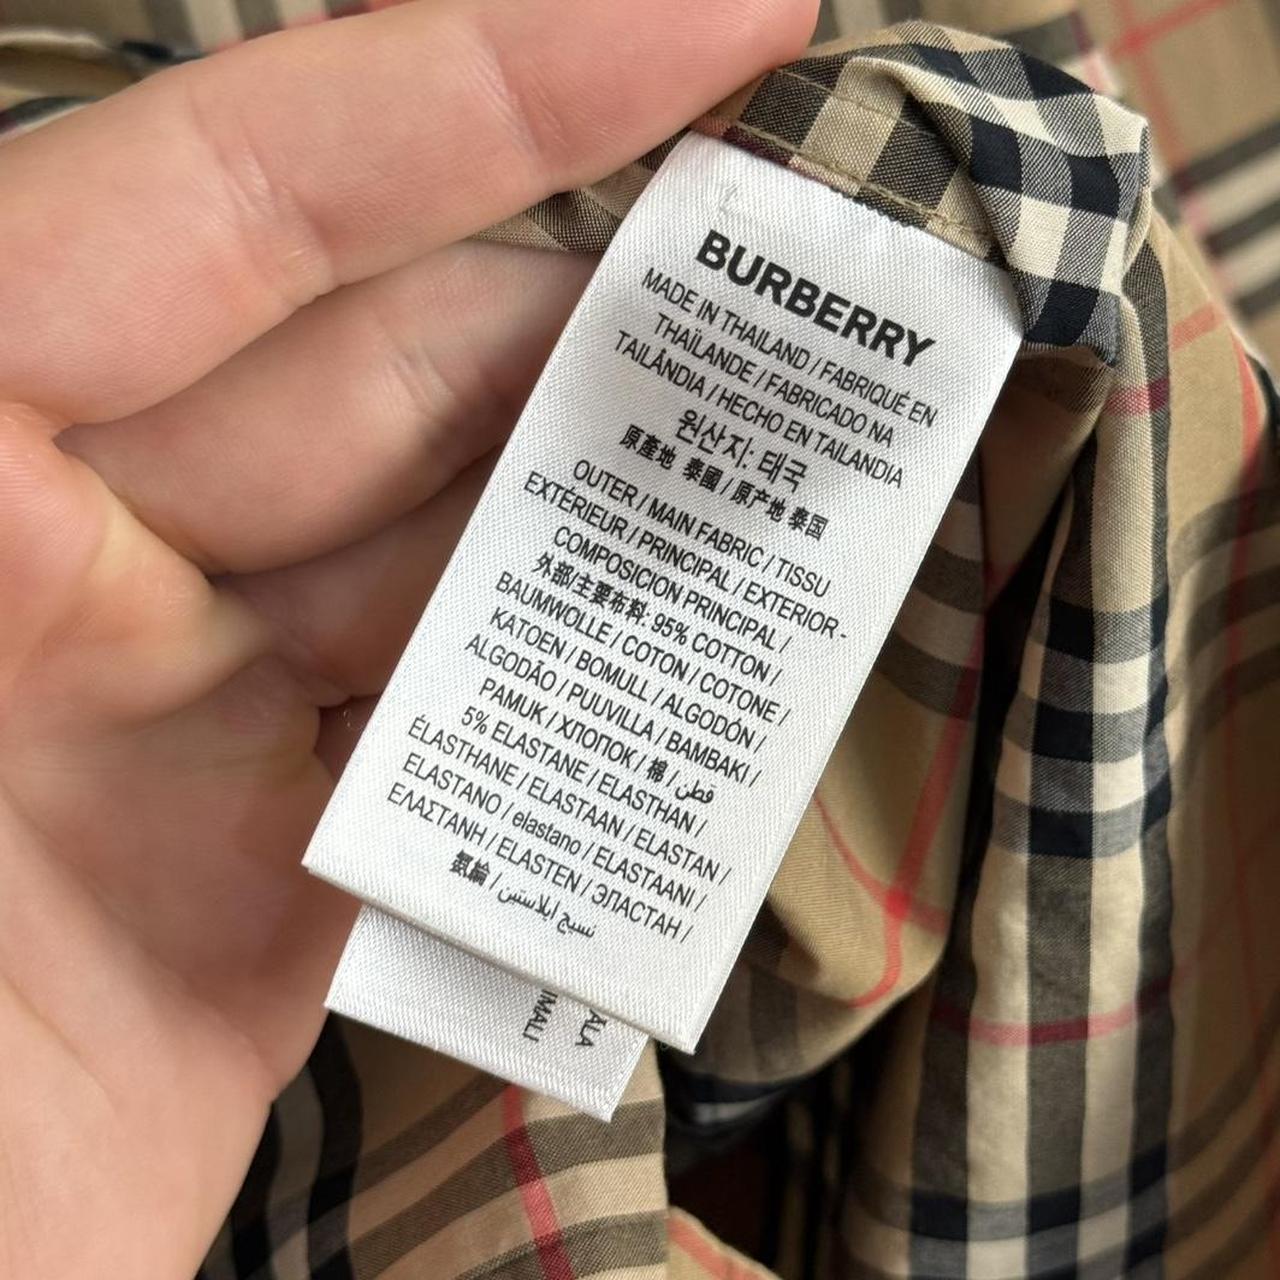 BURBERRY
MADE IN THAILAND / FABRIQUÉ EN
THAÏLANDE / FABRICADO NA
TAILÂNDIA / HECHO EN TAILANDIA
원산지: 태국
原產地 泰國 / 原产地 泰国
OUTER / MAIN FABRIC / TISSU
EXTÉRIEUR / PRINCIPAL / EXTERIOR -
COMPOSICION PRINCIPAL /
外部/主要布料: 95% COTTON /
BAUMWOLLE / COTON / COTONE /
KATOEN / BOMULL / ALGODÓN /
ALGODÃO / PUUVILLA / BAMBAKI /
PAMUK / ХЛОПОК / 棉 / قطن
5% ELASTANE / ELASTHAN /
ÉLASTHANE / ELASTAAN / ELASTAN /
ELASTANO / elastano / ELASTAANI /
ΕΛΑΣΤΑΝΗ / ELASTEN / ЭЛАСТАН /
氨綸 / نسيج ايلاستين
IMALI